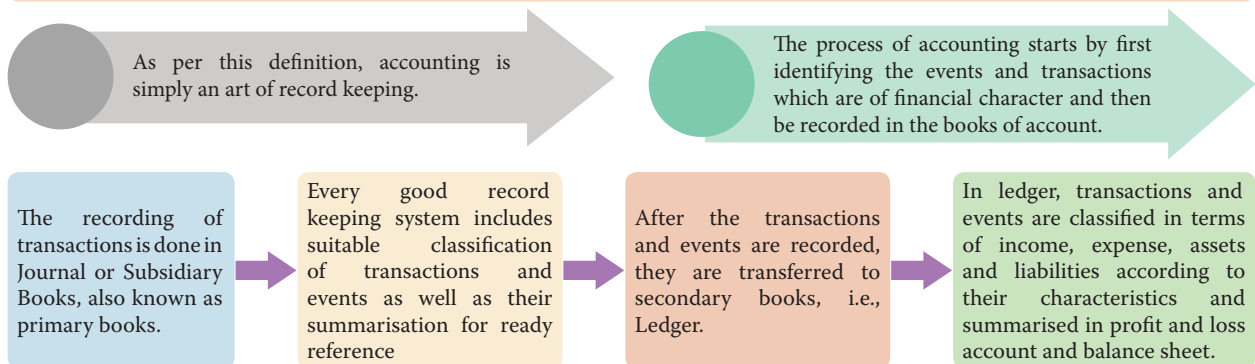 As per this definition, accounting is
simply an art of record keeping.
The process of accounting starts by first
identifying the events and transactions
which are of financial character and then
be recorded in the books of account.
The recording of
transactions is done in
Journal or Subsidiary
Books, also known as
primary books.
Every good record
keeping system includes
suitable classification
of transactions and
events as well as their
summarisation for ready
reference
After the transactions
and events are recorded,
they are transferred to
secondary books, i.e.,
Ledger.
In ledger, transactions and
events are classified in terms
of income, expense, assets
and liabilities according to
their characteristics and
summarised in profit and loss
account and balance sheet.